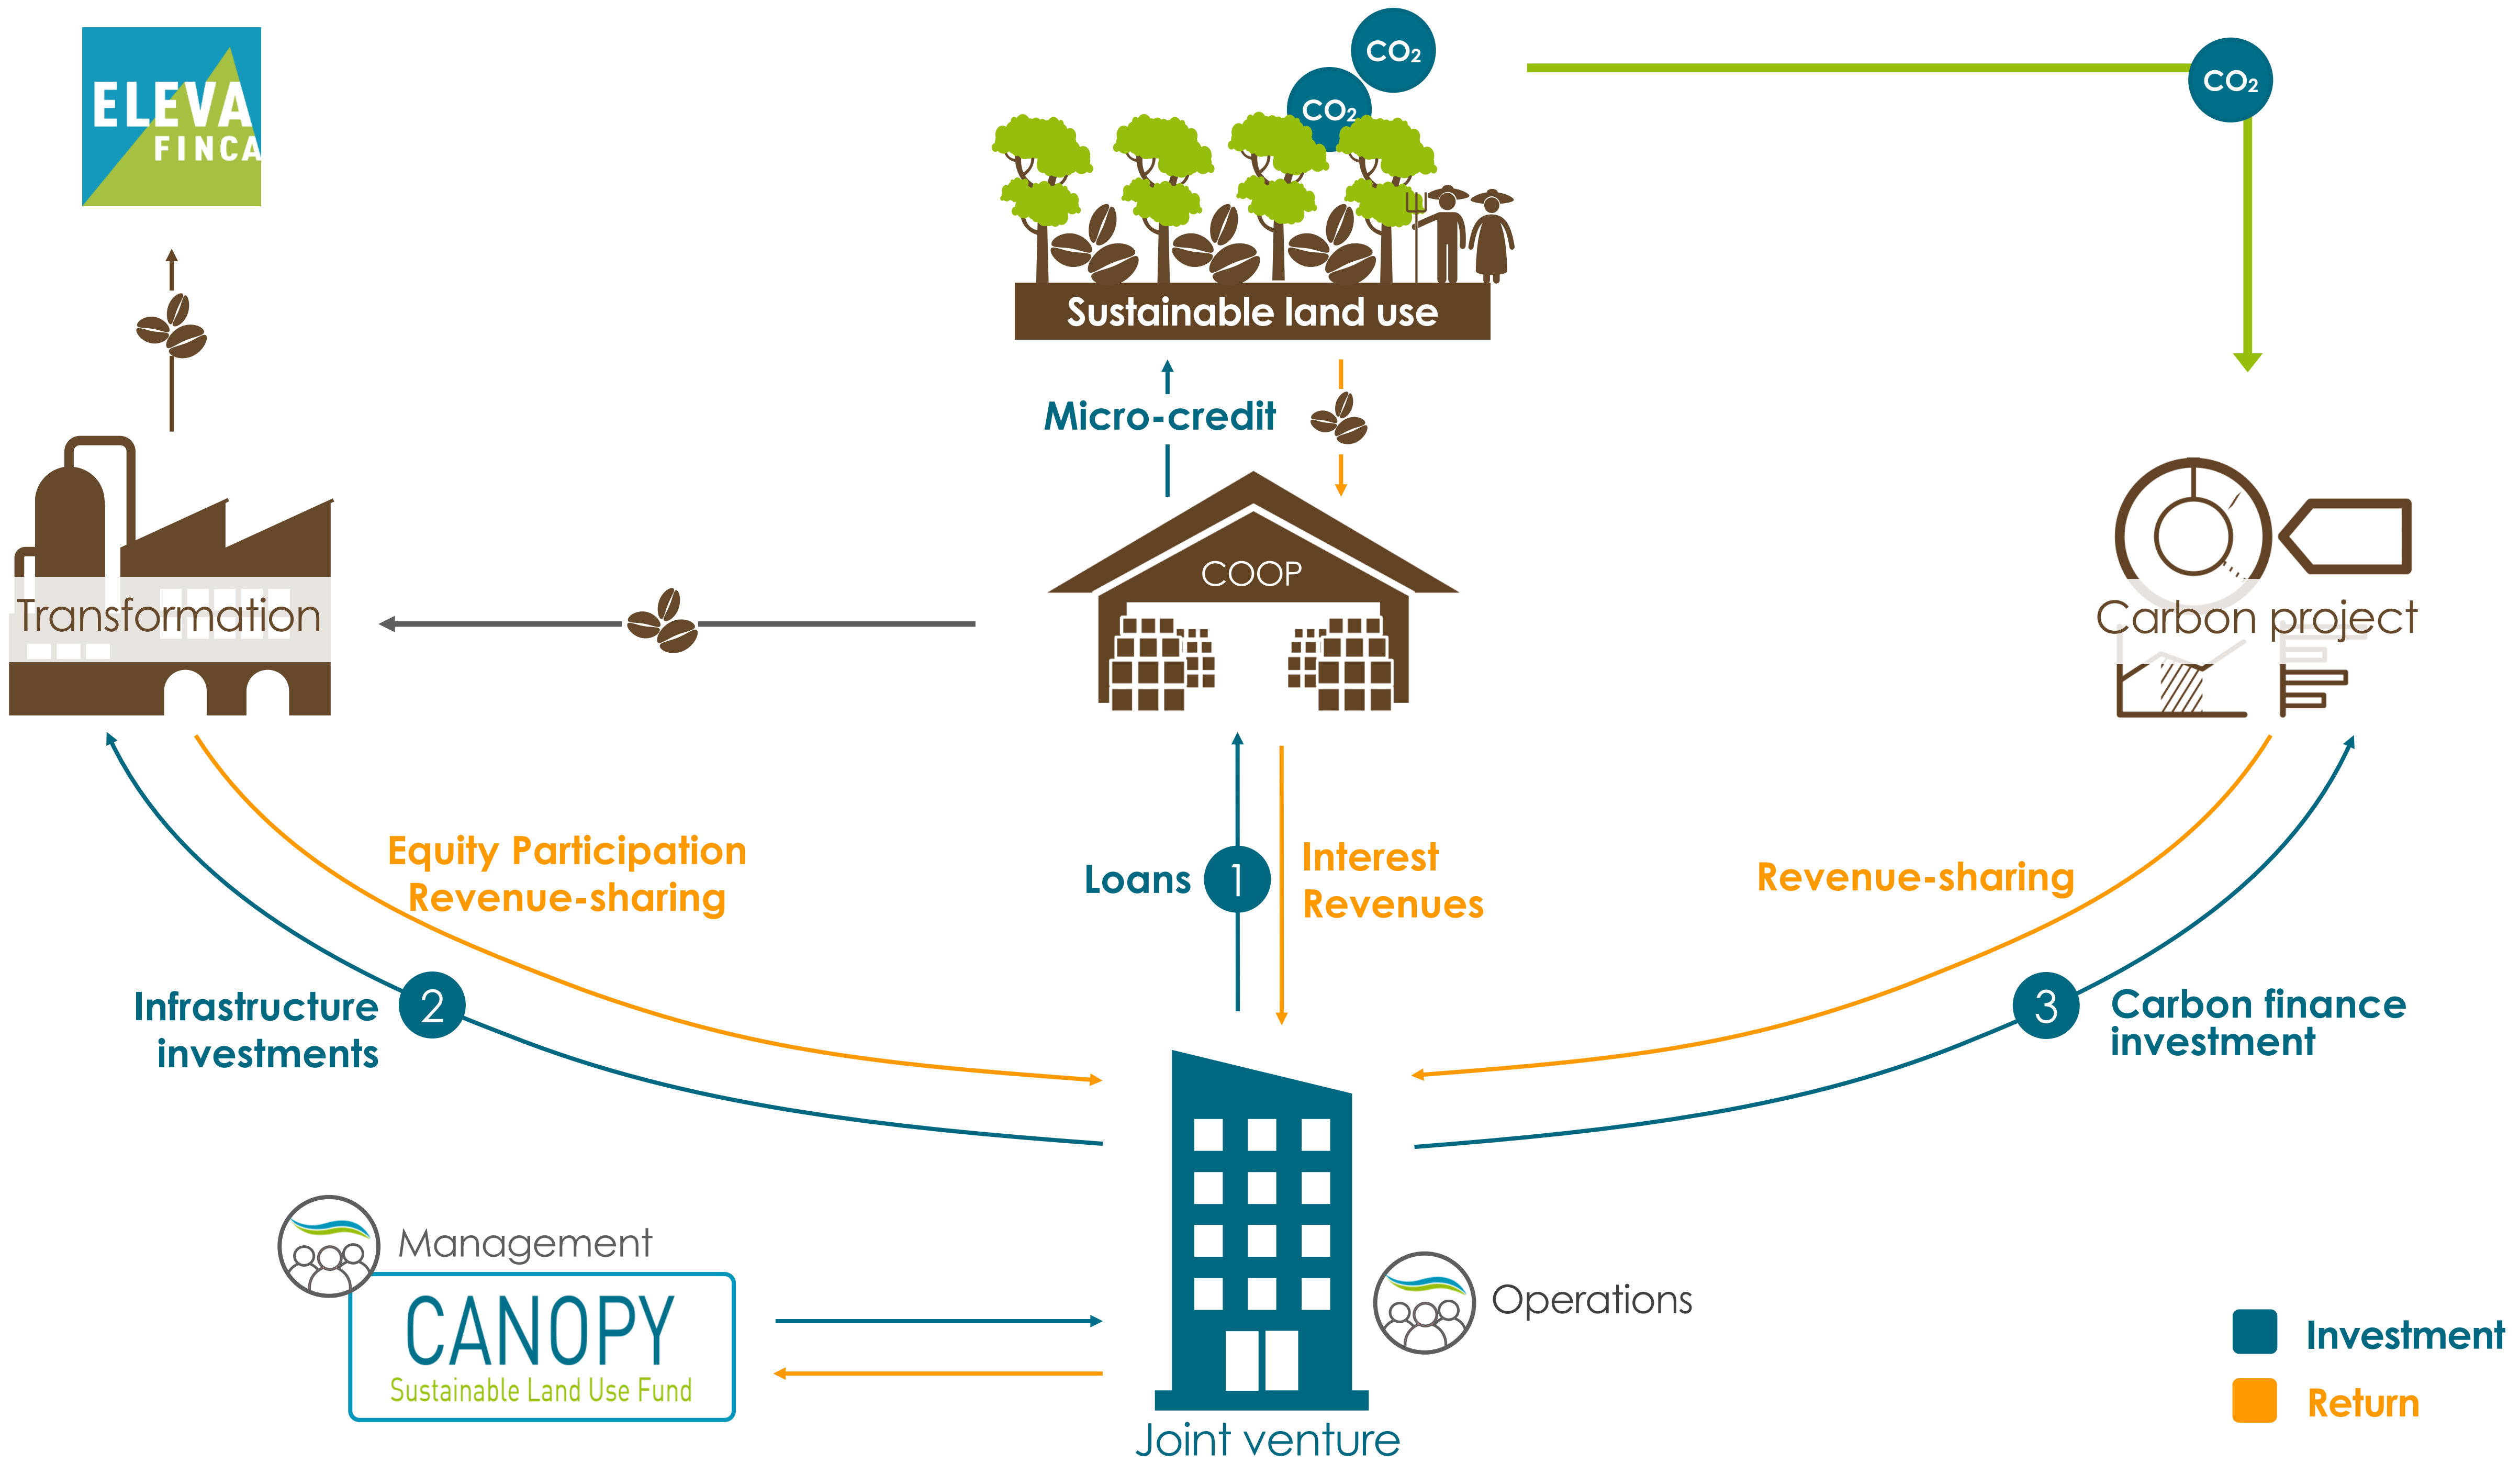 ELEVA
FINCA
CO₂
CO₂
CO₂
Sustainable land use
Micro-credit
COOP
Transformation
Carbon project
Equity Participation
Revenue-sharing
Loans
1
Interest
Revenues
Revenue-sharing
Infrastructure
investments
2
3
Carbon finance
investment
Management
CANOPY
Sustainable Land Use Fund
Operations
Joint venture
Investment
Return